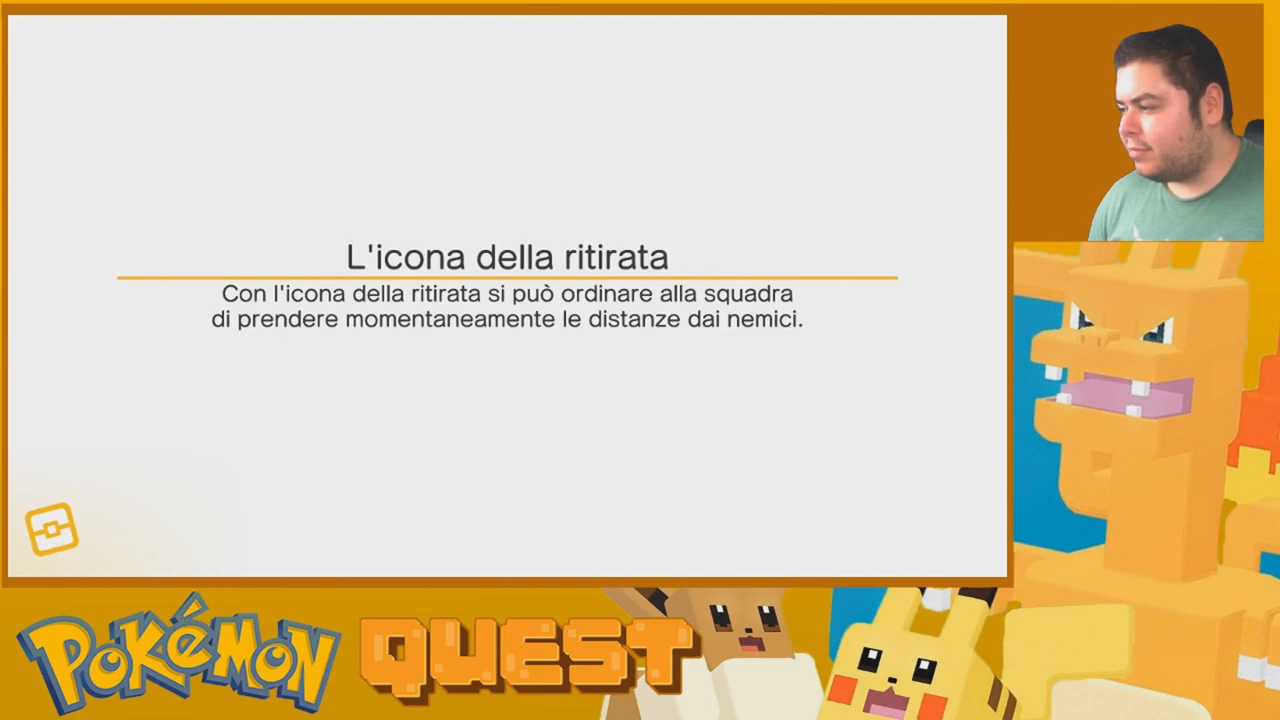 L'icona della ritirata
Con l'icona della ritirata si può ordinare alla squadra
di prendere momentaneamente le distanze dai nemici.
POKÉMON QUEST